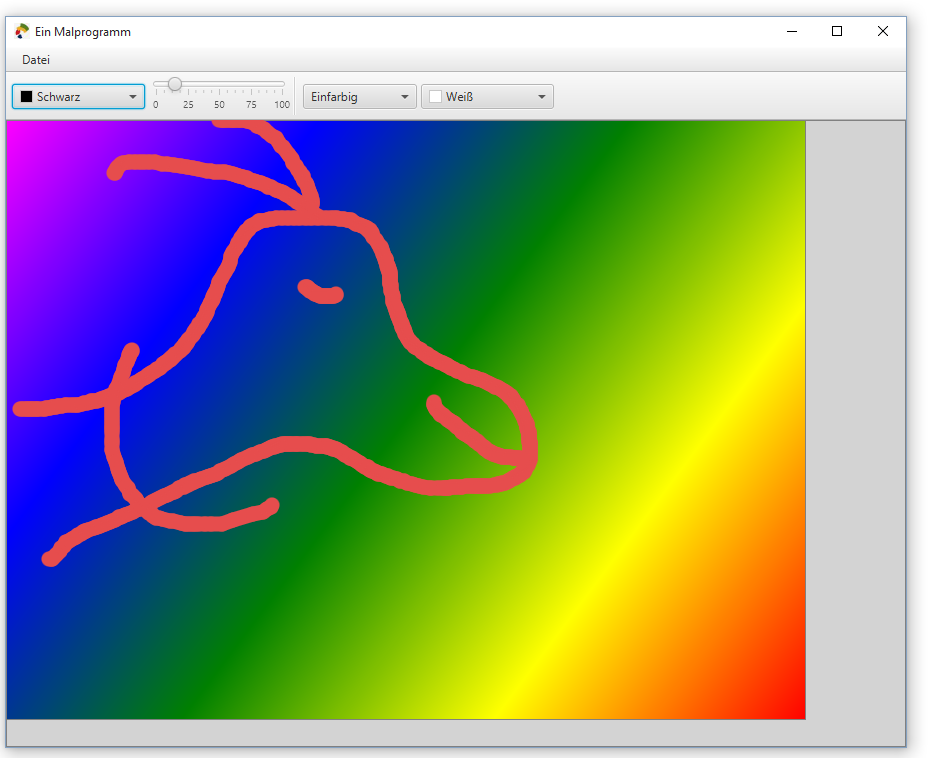 Ein Malprogramm
Datei
Schwarz
0 25 50 75 100
Einfarbig
Weiß